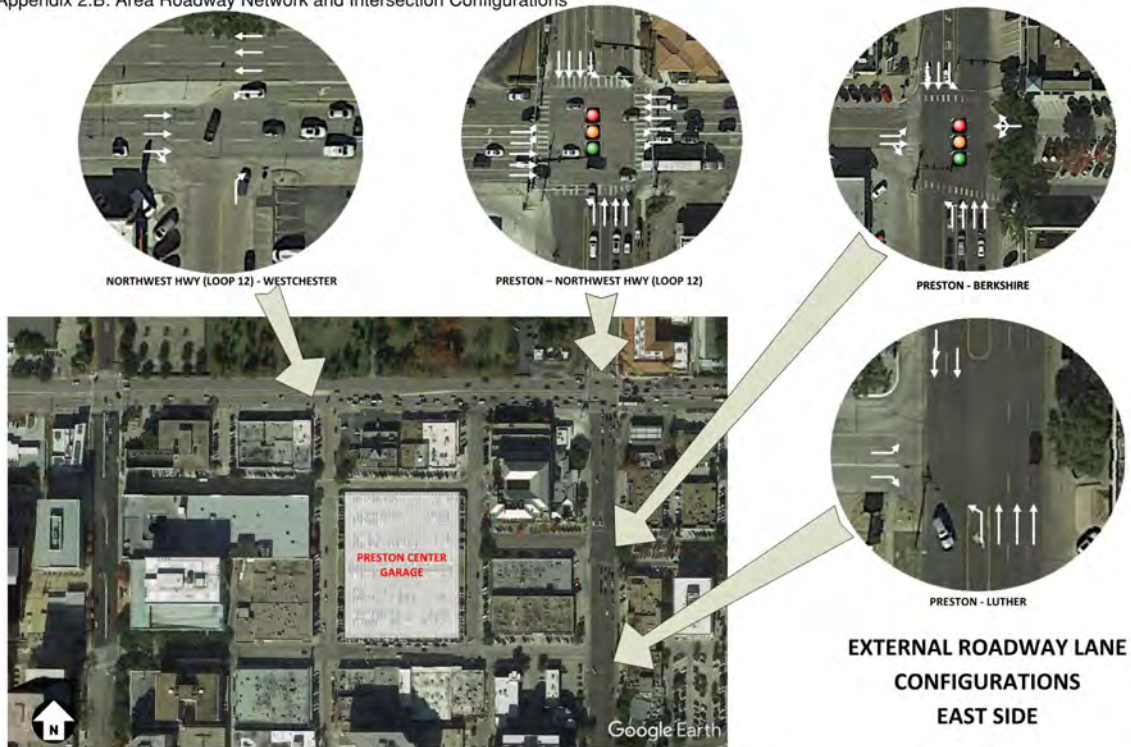 Appendix 2.B. Area Roadway Network and Intersection Configurations
NORTHWEST HWY (LOOP 12) - WESTCHESTER
PRESTON – NORTHWEST HWY (LOOP 12)
PRESTON - BERKSHIRE
PRESTON CENTER
GARAGE
PRESTON - LUTHER
EXTERNAL ROADWAY LANE
CONFIGURATIONS
EAST SIDE
N
Google Earth